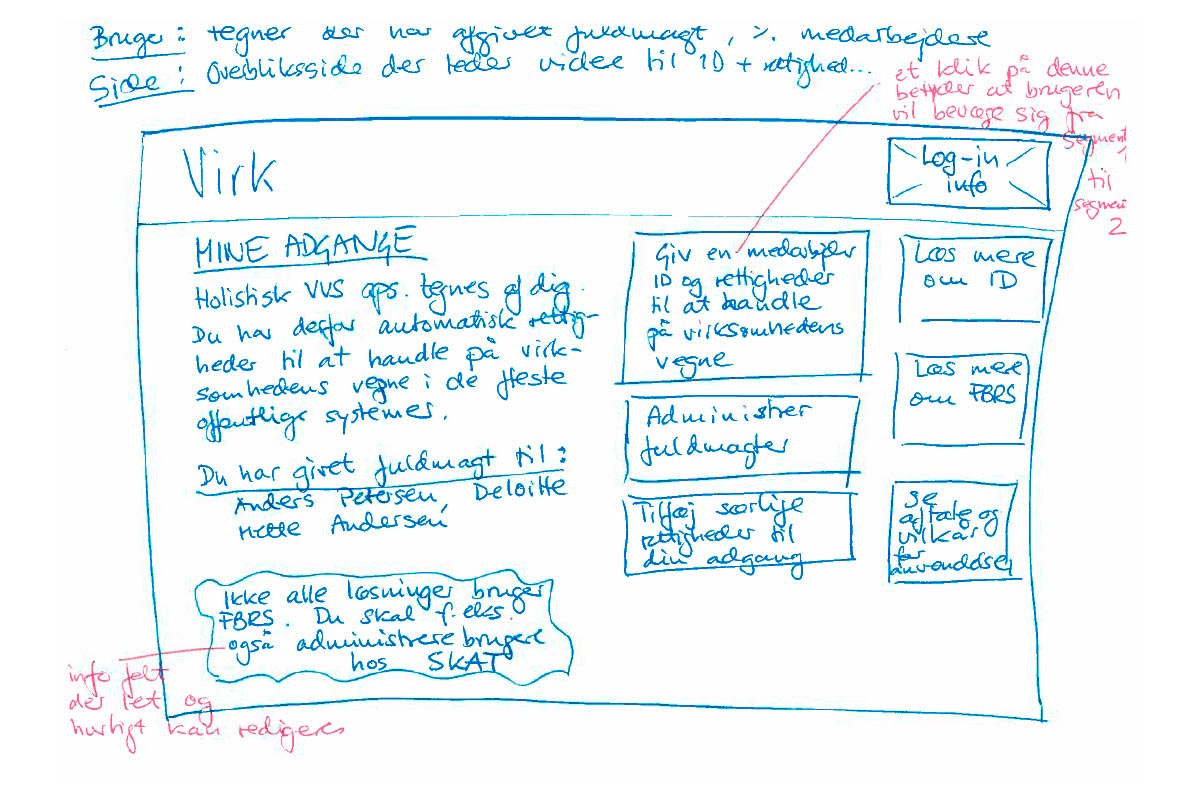 Bruger: tegner der har afgivet fuldmagt, %. medarbejdere
Side: Overbliksside der leder videre til ID + rettighed...
et klik på denne
betyder at brugeren
vil bevæge sig fra
segment
til
segment
2
Virk
Log-in
info
MINE ADGANGE
Holistisk VVS aps. tegnes af dig.
Du har derfor automatisk rettig-
heder til at handle på virk-
somhedens vegne i de fleste
offentlige systemer.
Du har givet fuldmagt til:
Anders Petersen, Deloitte
Mette Andersen
Ikke alle løsninger bruger
FBRS. Du skal f.eks.
også administrere brugere
hos SKAT
info felt
der let og
hurtigt kan redigeres
Giv en medarbejder
ID og rettigheder
til at handle
på virksomhedens
vegne
Administrer
fuldmagter
Tilføj særlige
rettigheder til
din adgang
Læs mere
om ID
Læs mere
om FBRS
Se
aftale og
vilkår
for
anvendelse